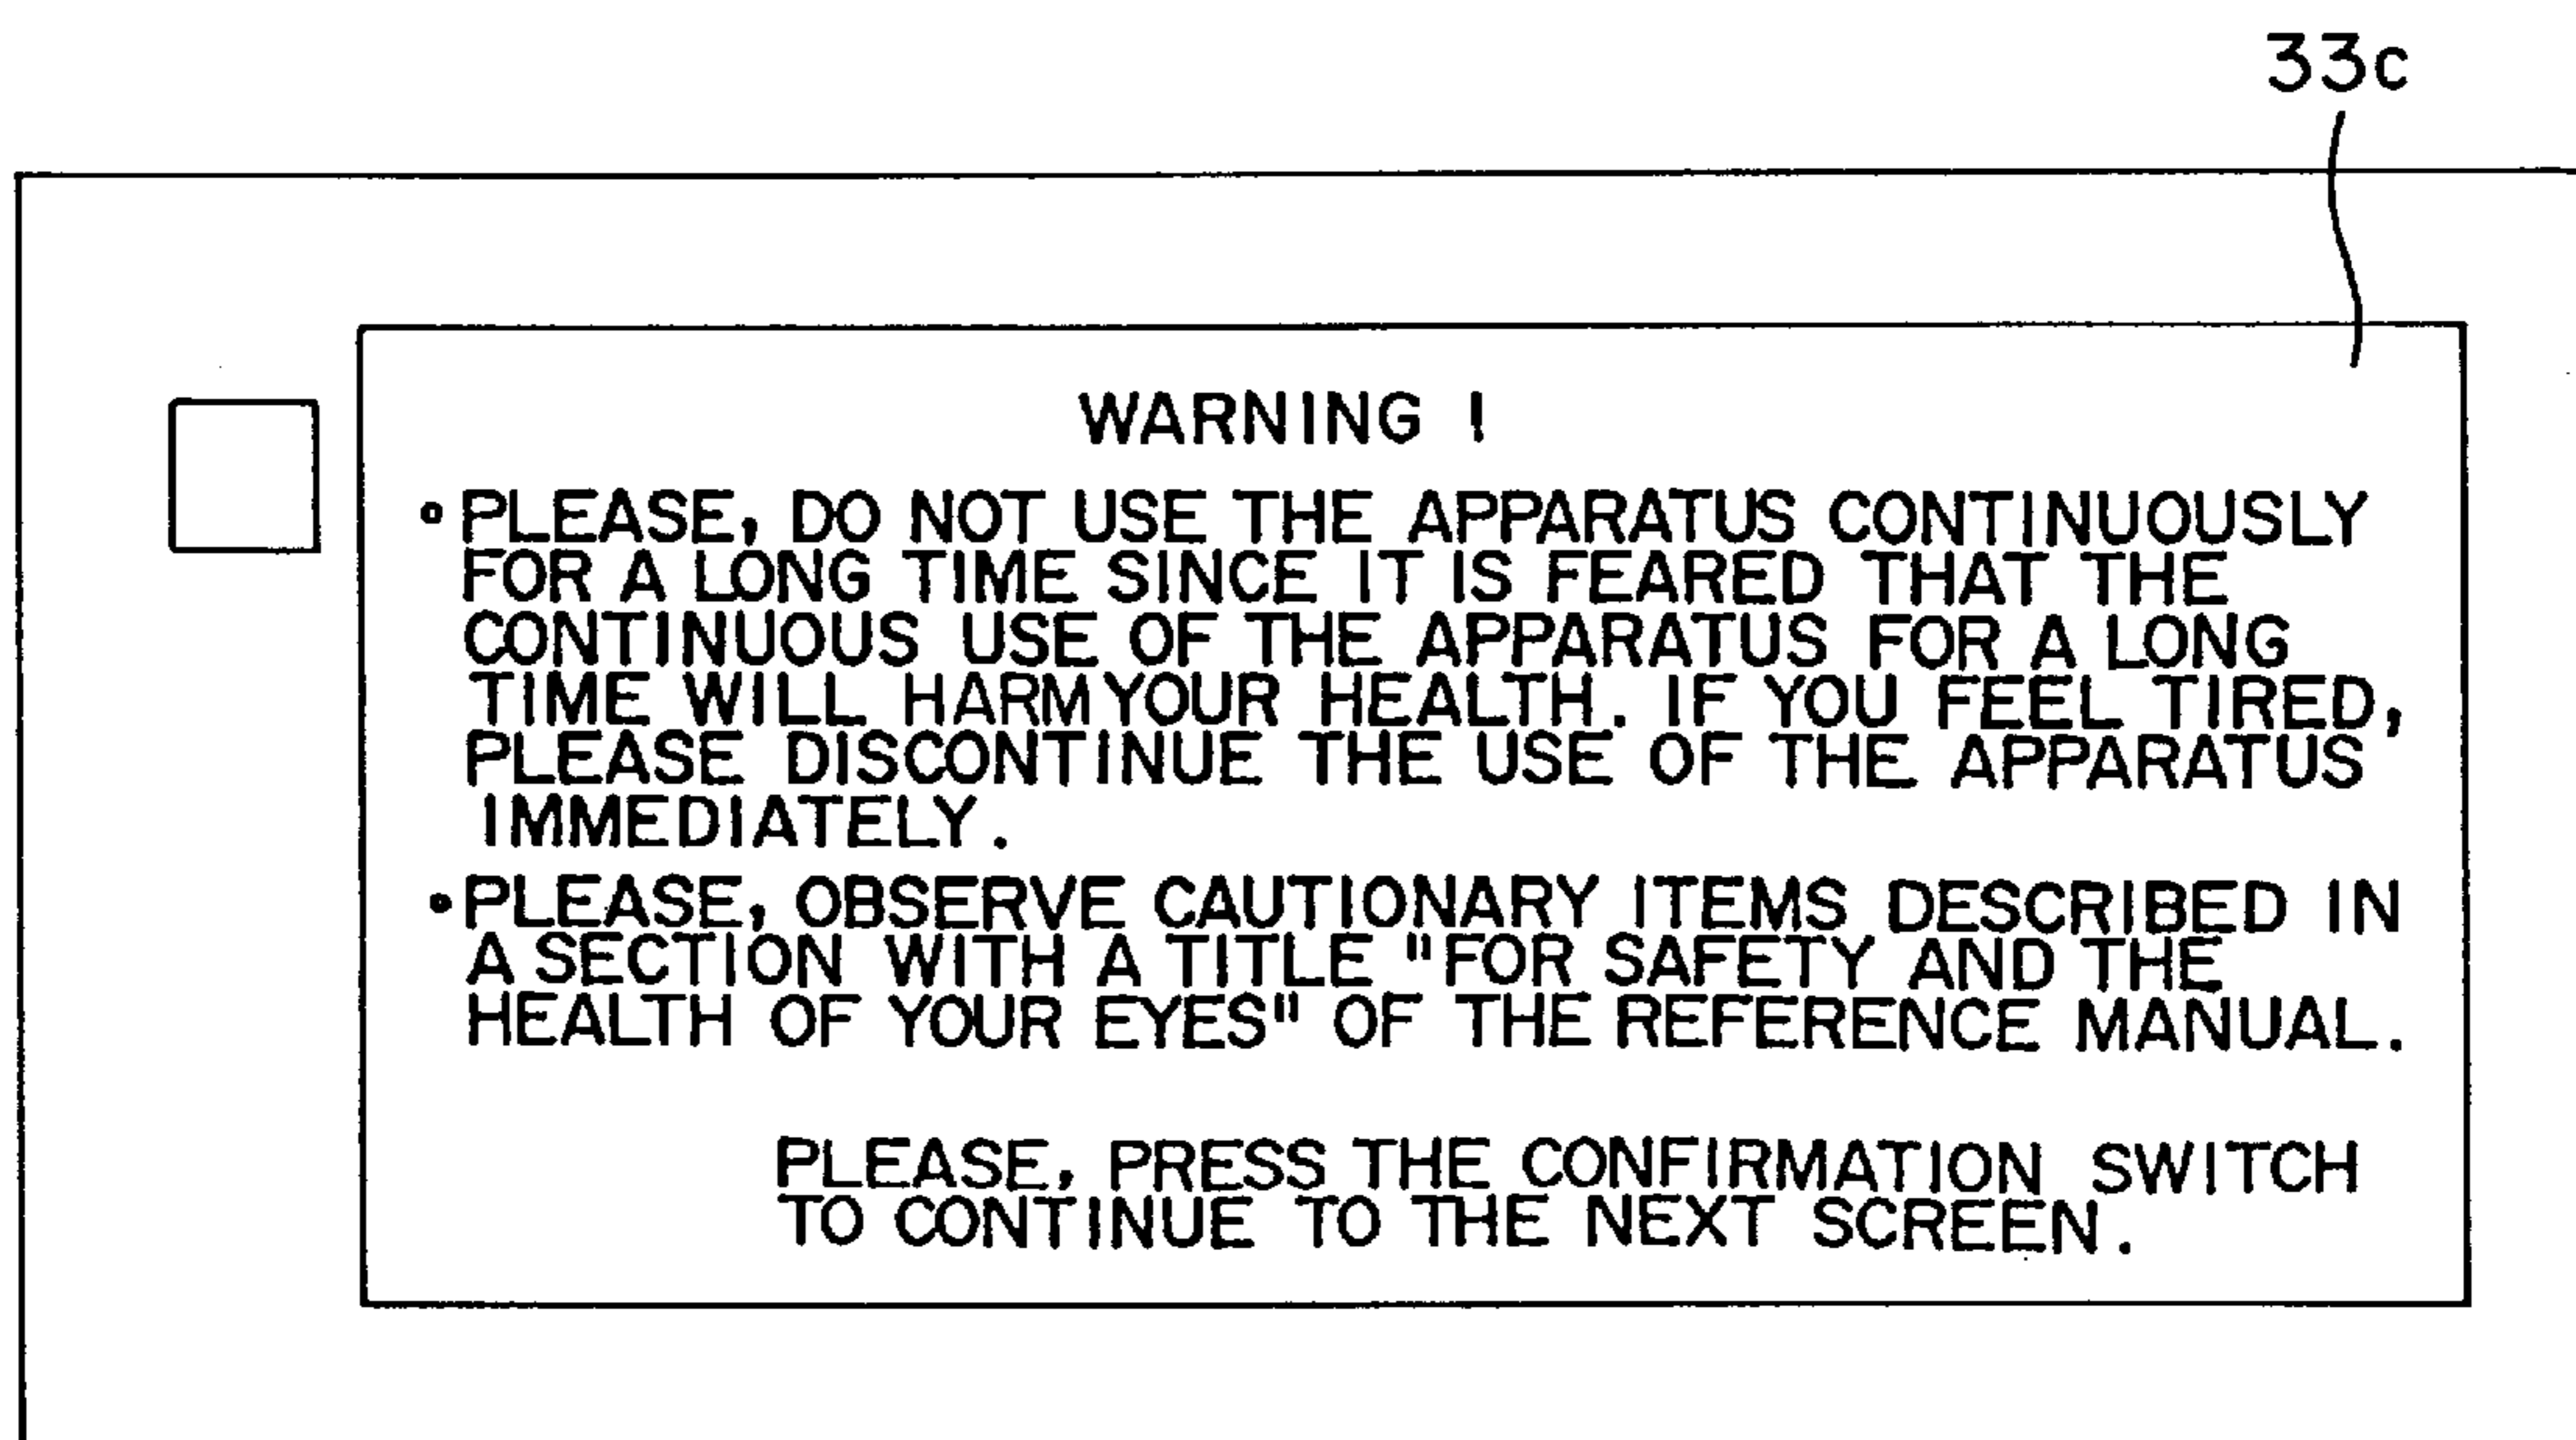 33c
WARNING !
° PLEASE, DO NOT USE THE APPARATUS CONTINUOUSLY
FOR A LONG TIME SINCE IT IS FEARED THAT THE
CONTINUOUS USE OF THE APPARATUS FOR A LONG
TIME WILL HARM YOUR HEALTH. IF YOU FEEL TIRED,
PLEASE DISCONTINUE THE USE OF THE APPARATUS
IMMEDIATELY.
° PLEASE, OBSERVE CAUTIONARY ITEMS DESCRIBED IN
A SECTION WITH A TITLE "FOR SAFETY AND THE
HEALTH OF YOUR EYES" OF THE REFERENCE MANUAL.
PLEASE, PRESS THE CONFIRMATION SWITCH
TO CONTINUE TO THE NEXT SCREEN.